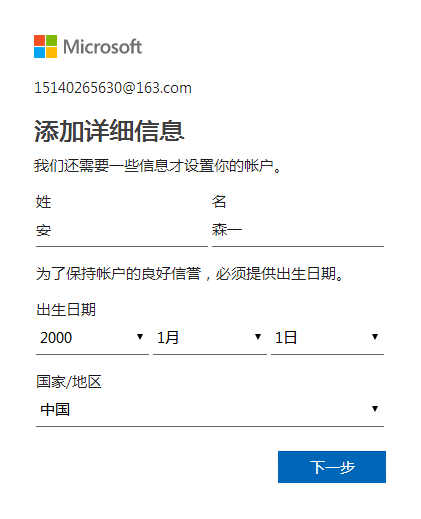 Microsoft
15140265630@163.com
添加详细信息
我们还需要一些信息才设置你的帐户。
姓 名
安 森一
为了保持帐户的良好信誉，必须提供出生日期。
出生日期
2000 1月 1日
国家/地区
中国
下一步